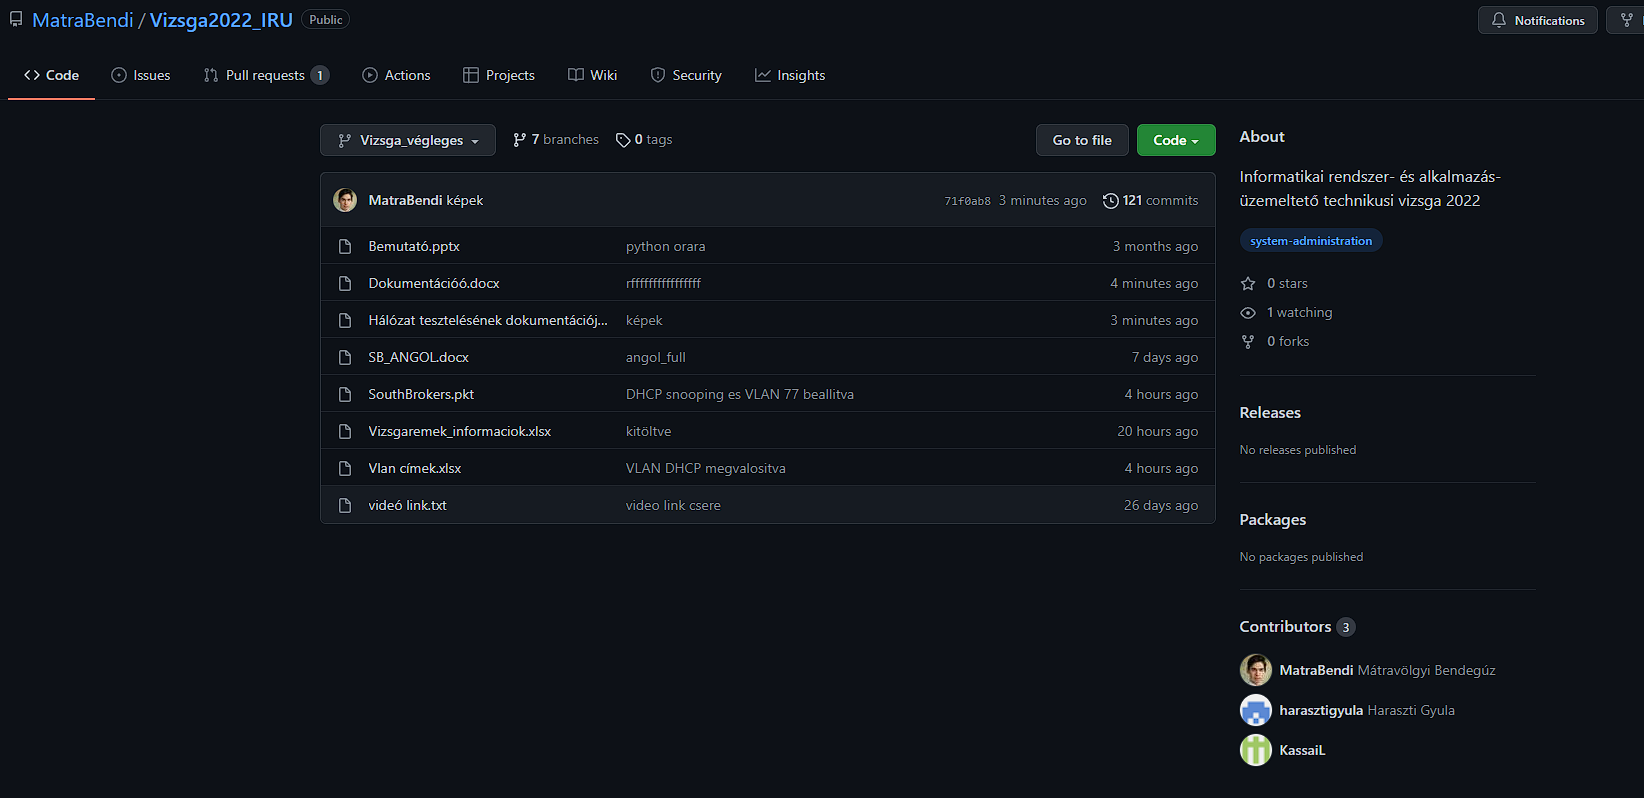 MatraBendi / Vizsga2022_IRU Public
Notifications
Code Issues Pull requests 1 Actions Projects Wiki Security Insights
Vizsga_végleges 7 branches 0 tags Go to file Code
MatraBendi képek 71f0ab8 3 minutes ago 121 commits
Bemutató.pptx python orara 3 months ago
Dokumentációó.docx rffffffffffffffff 4 minutes ago
Hálózat tesztelésének dokumentációj... képek 3 minutes ago
SB_ANGOL.docx angol_full 7 days ago
SouthBrokers.pkt DHCP snooping es VLAN 77 beallitva 4 hours ago
Vizsgaremek_informaciok.xlsx kitöltve 20 hours ago
Vlan címek.xlsx VLAN DHCP megvalositva 4 hours ago
videó link.txt video link csere 26 days ago
About
Informatikai rendszer- és alkalmazás-
üzemeltető technikusi vizsga 2022
system-administration
0 stars
1 watching
0 forks
Releases
No releases published
Packages
No packages published
Contributors 3
MatraBendi Mátravölgyi Bendegúz
harasztigyula Haraszti Gyula
KassaiL